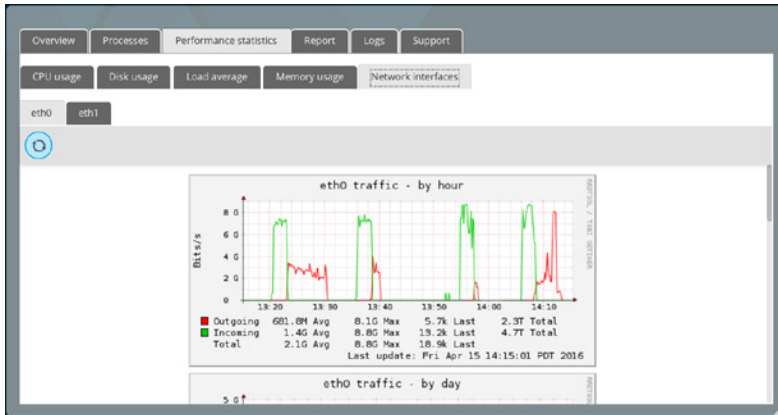 Overview Processes Performance statistics Report Logs Support
CPU usage Disk usage Load average Memory usage Network interfaces
eth0 eth1
eth0 traffic - by hour
RRDTOOL / TOBI OETIKER
Bits/s
8 G
6 G
4 G
2 G
0
13:20 13:30 13:40 13:50 14:00 14:10
Outgoing 681.8M Avg 8.1G Max 5.7k Last 2.3T Total
Incoming 1.4G Avg 8.8G Max 13.2k Last 4.7T Total
Total 2.1G Avg 8.8G Max 18.9k Last
Last update: Fri Apr 15 14:15:01 PDT 2016
eth0 traffic - by day
5 G